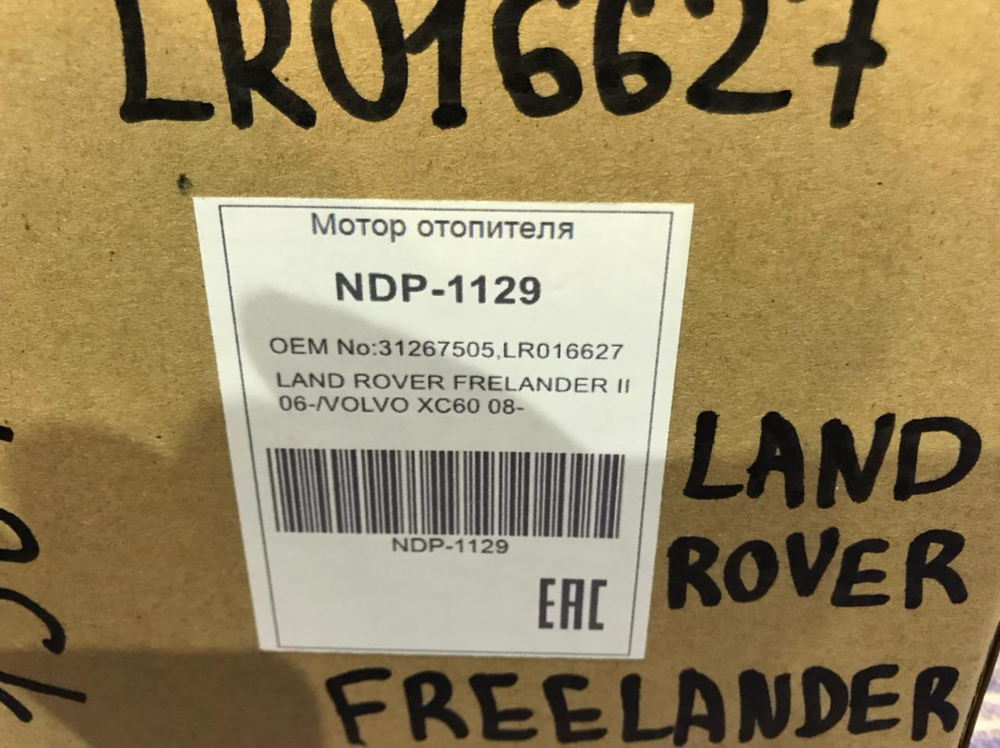 LR016627
Мотор отопителя
NDP-1129
OEM No:31267505,LR016627
LAND ROVER FRELANDER II
06-/VOLVO XC60 08-
NDP-1129
EAC
LAND
ROVER
FREELANDER